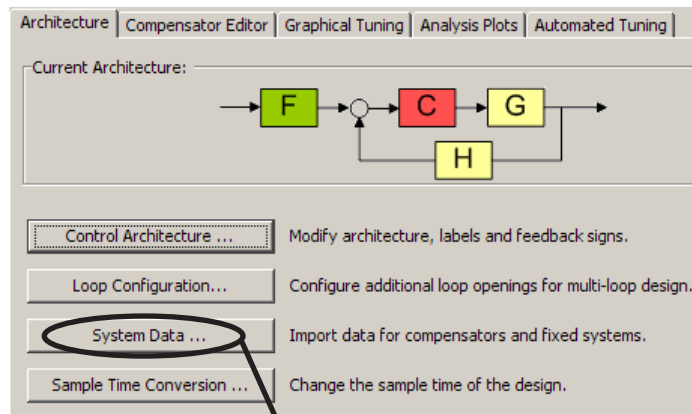 Architecture Compensator Editor Graphical Tuning Analysis Plots Automated Tuning
Current Architecture:
F C G
H
Control Architecture ... Modify architecture, labels and feedback signs.
Loop Configuration... Configure additional loop openings for multi-loop design.
System Data ... Import data for compensators and fixed systems.
Sample Time Conversion ... Change the sample time of the design.